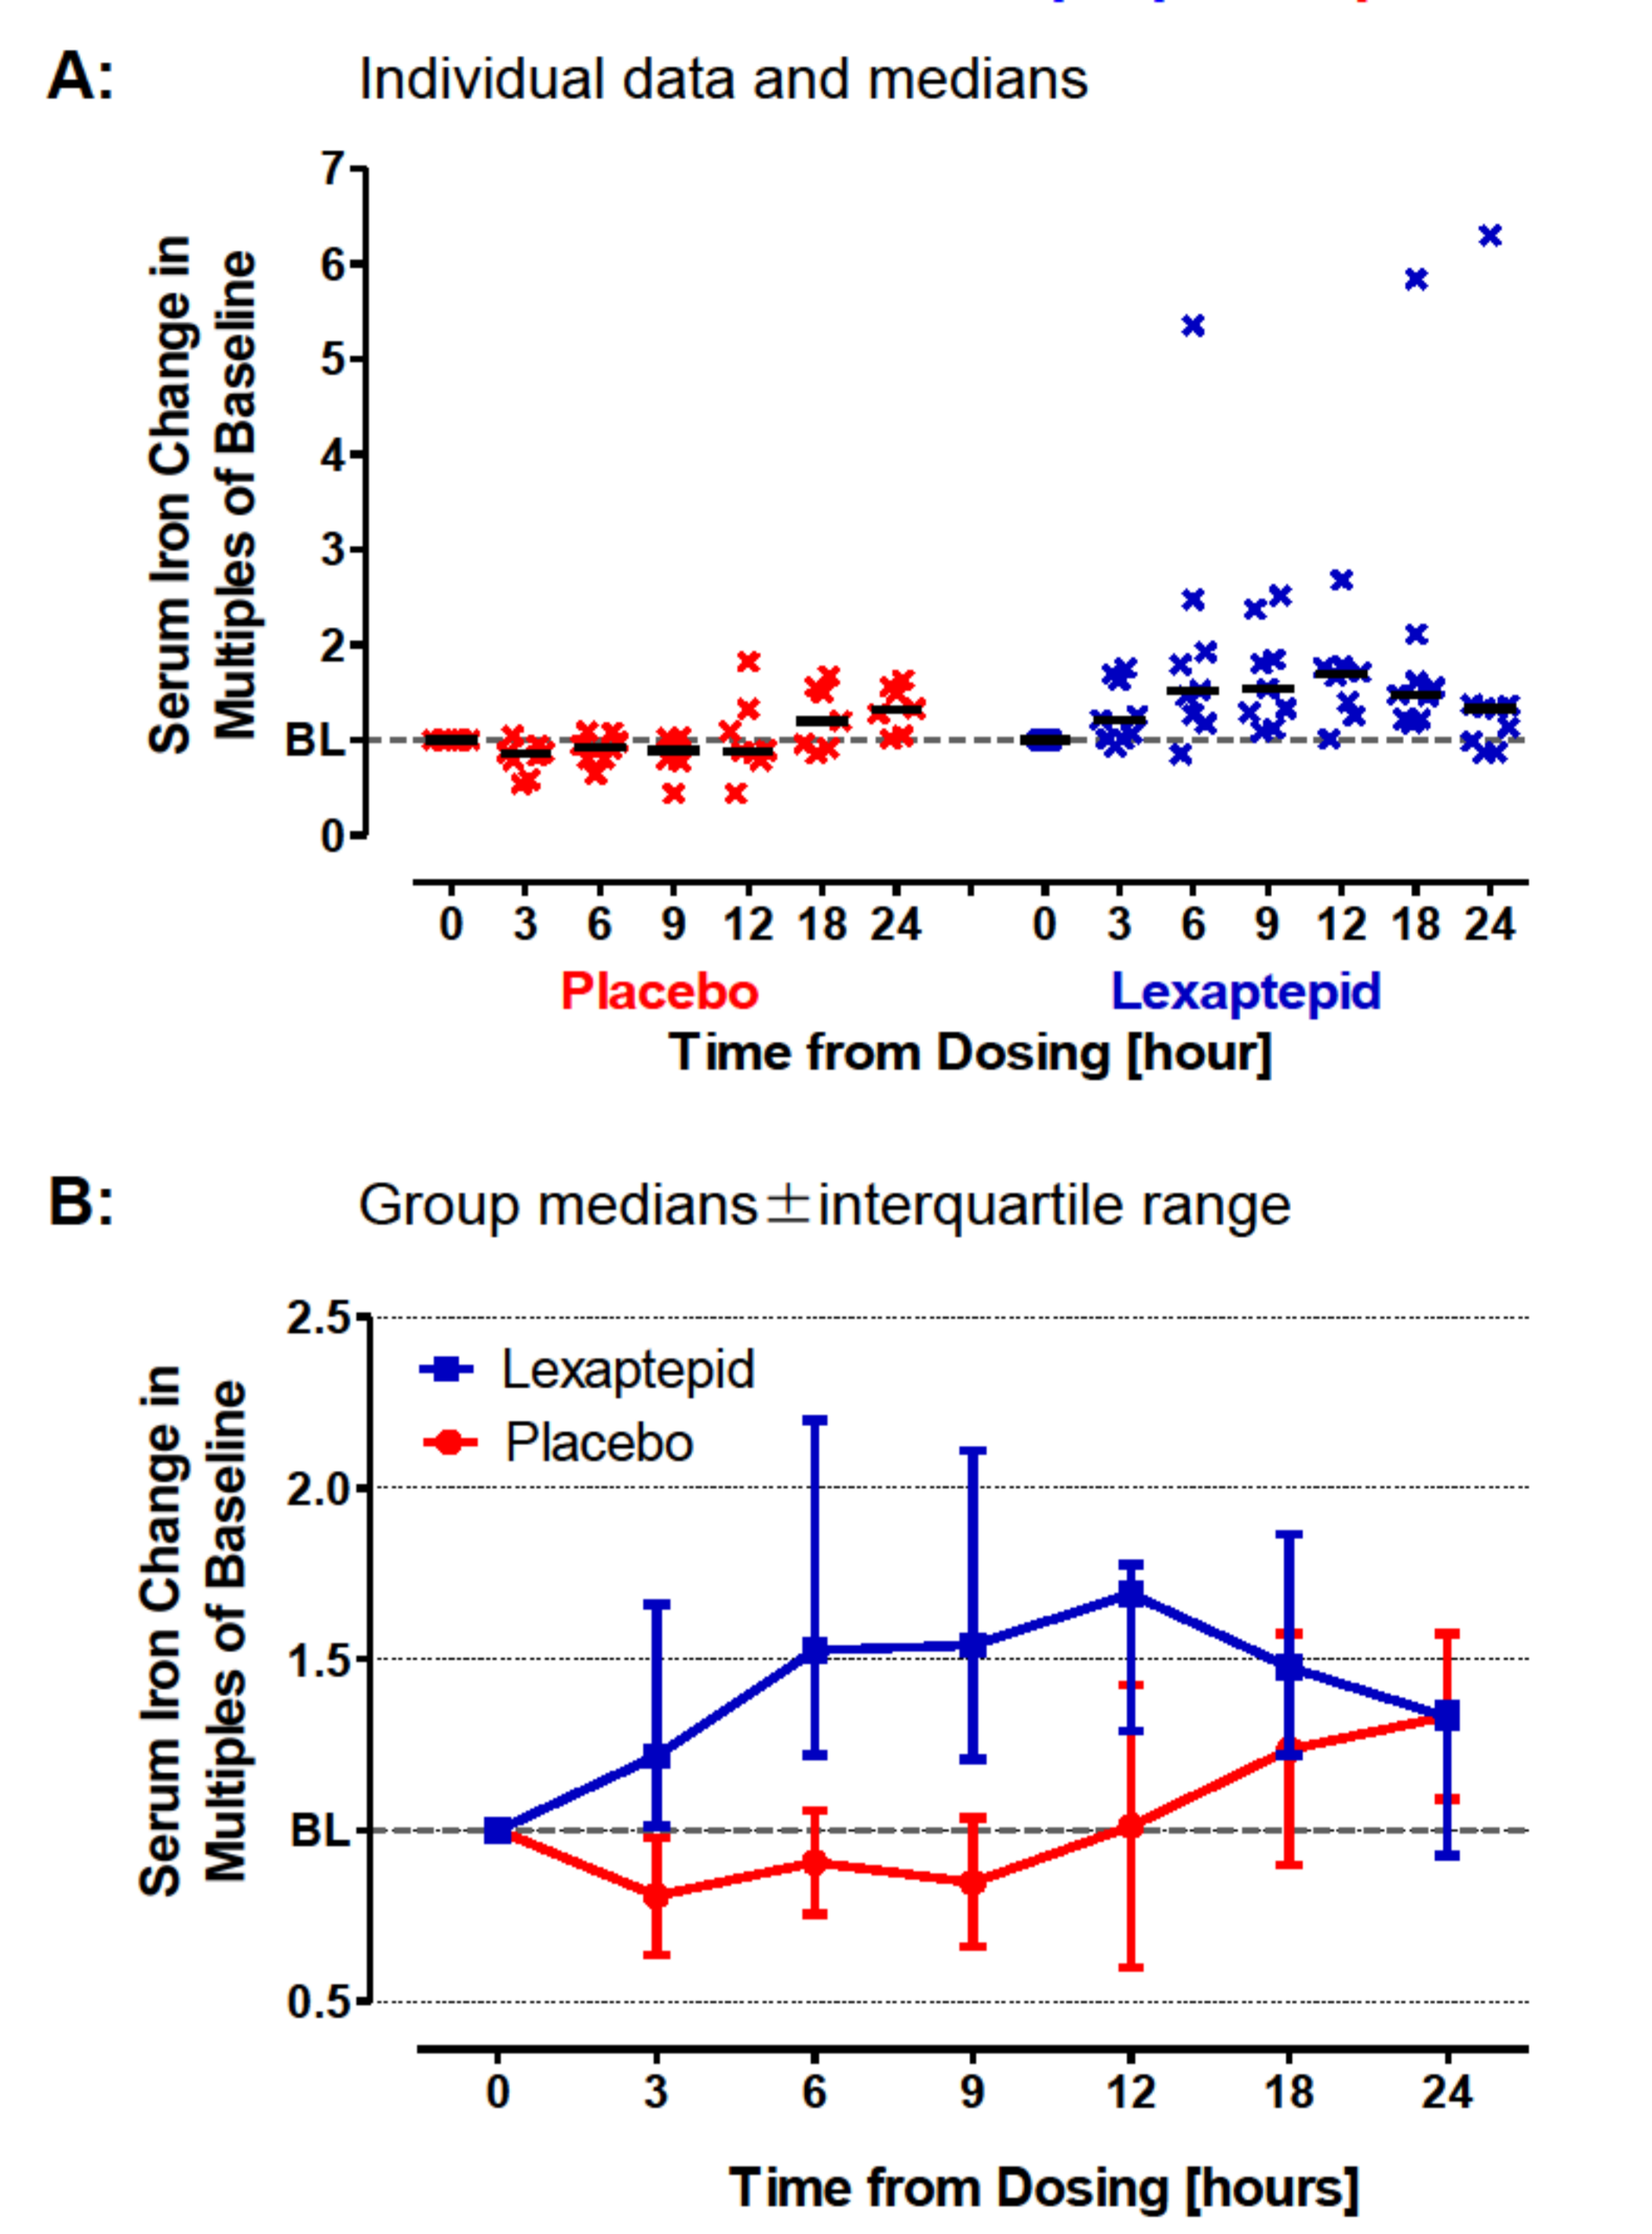 A: Individual data and medians
Serum Iron Change in
Multiples of Baseline
7
6
5
4
3
2
BL
0
0 3 6 9 12 18 24 0 3 6 9 12 18 24
Placebo Lexaptepid
Time from Dosing [hour]
B: Group medians ± interquartile range
Serum Iron Change in
Multiples of Baseline
2.5
2.0
1.5
BL
0.5
Lexaptepid
Placebo
0 3 6 9 12 18 24
Time from Dosing [hours]